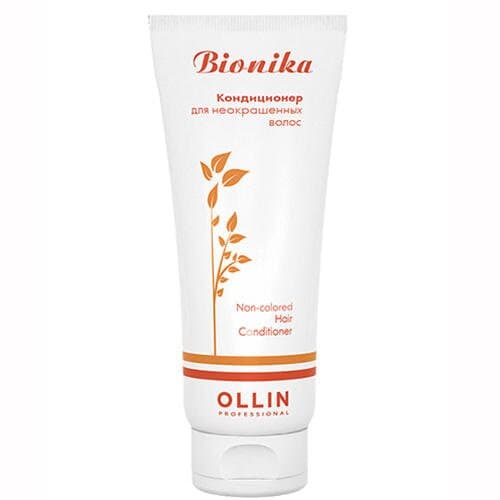 Bionika
Кондиционер
для неокрашенных
волос
Non-colored
Hair
Conditioner
OLLIN
PROFESSIONAL